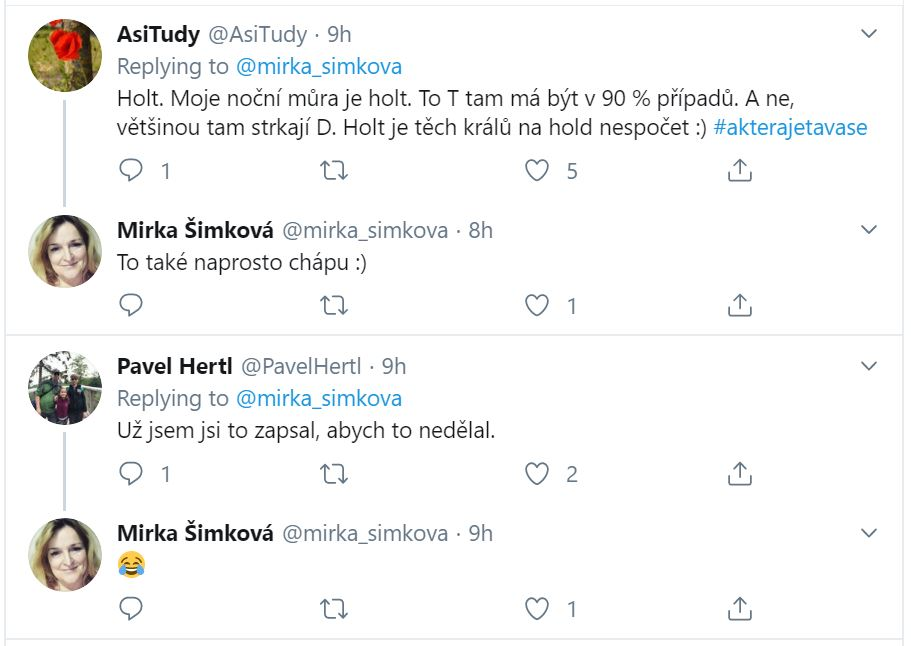 AsiTudy @AsiTudy · 9h
Replying to @mirka_simkova
Holt. Moje noční můra je holt. To T tam má být v 90 % případů. A ne,
většinou tam strkají D. Holt je těch králů na hold nespočet :) #akterajetavase
1 5
Mirka Šimková @mirka_simkova · 8h
To také naprosto chápu :)
1
Pavel Hertl @PavelHertl · 9h
Replying to @mirka_simkova
Už jsem jsi to zapsal, abych to nedělal.
1 2
Mirka Šimková @mirka_simkova · 9h
😂
1